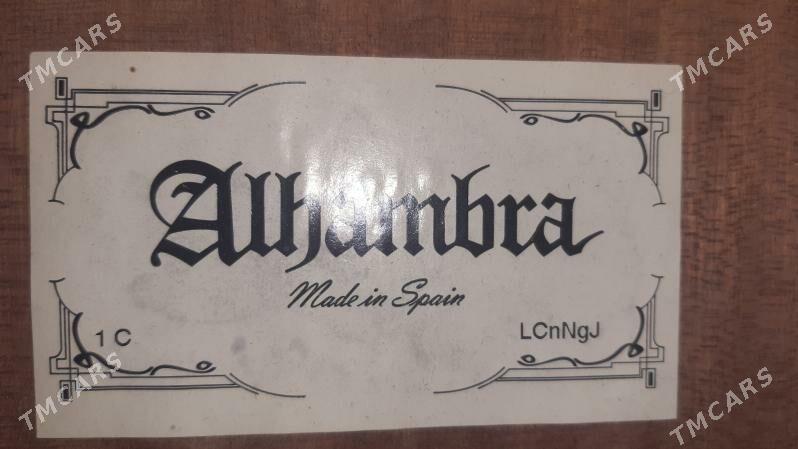 TMCARS
TMCARS
Alhambra
Made in Spain
1 C
LCnNgJ
TMCARS
TMCARS